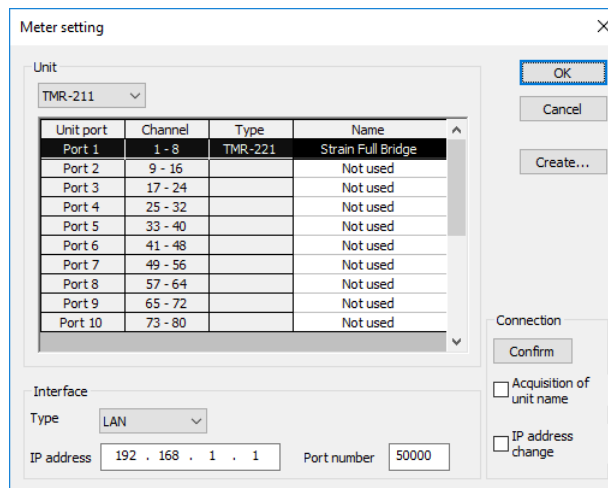 Meter setting
Unit
TMR-211
Unit port Channel Type Name
Port 1 1 - 8 TMR-221 Strain Full Bridge
Port 2 9 - 16 Not used
Port 3 17 - 24 Not used
Port 4 25 - 32 Not used
Port 5 33 - 40 Not used
Port 6 41 - 48 Not used
Port 7 49 - 56 Not used
Port 8 57 - 64 Not used
Port 9 65 - 72 Not used
Port 10 73 - 80 Not used
OK
Cancel
Create...
Interface
Type LAN
IP address 192 . 168 . 1 . 1 Port number 50000
Connection
Confirm
Acquisition of
unit name
IP address
change